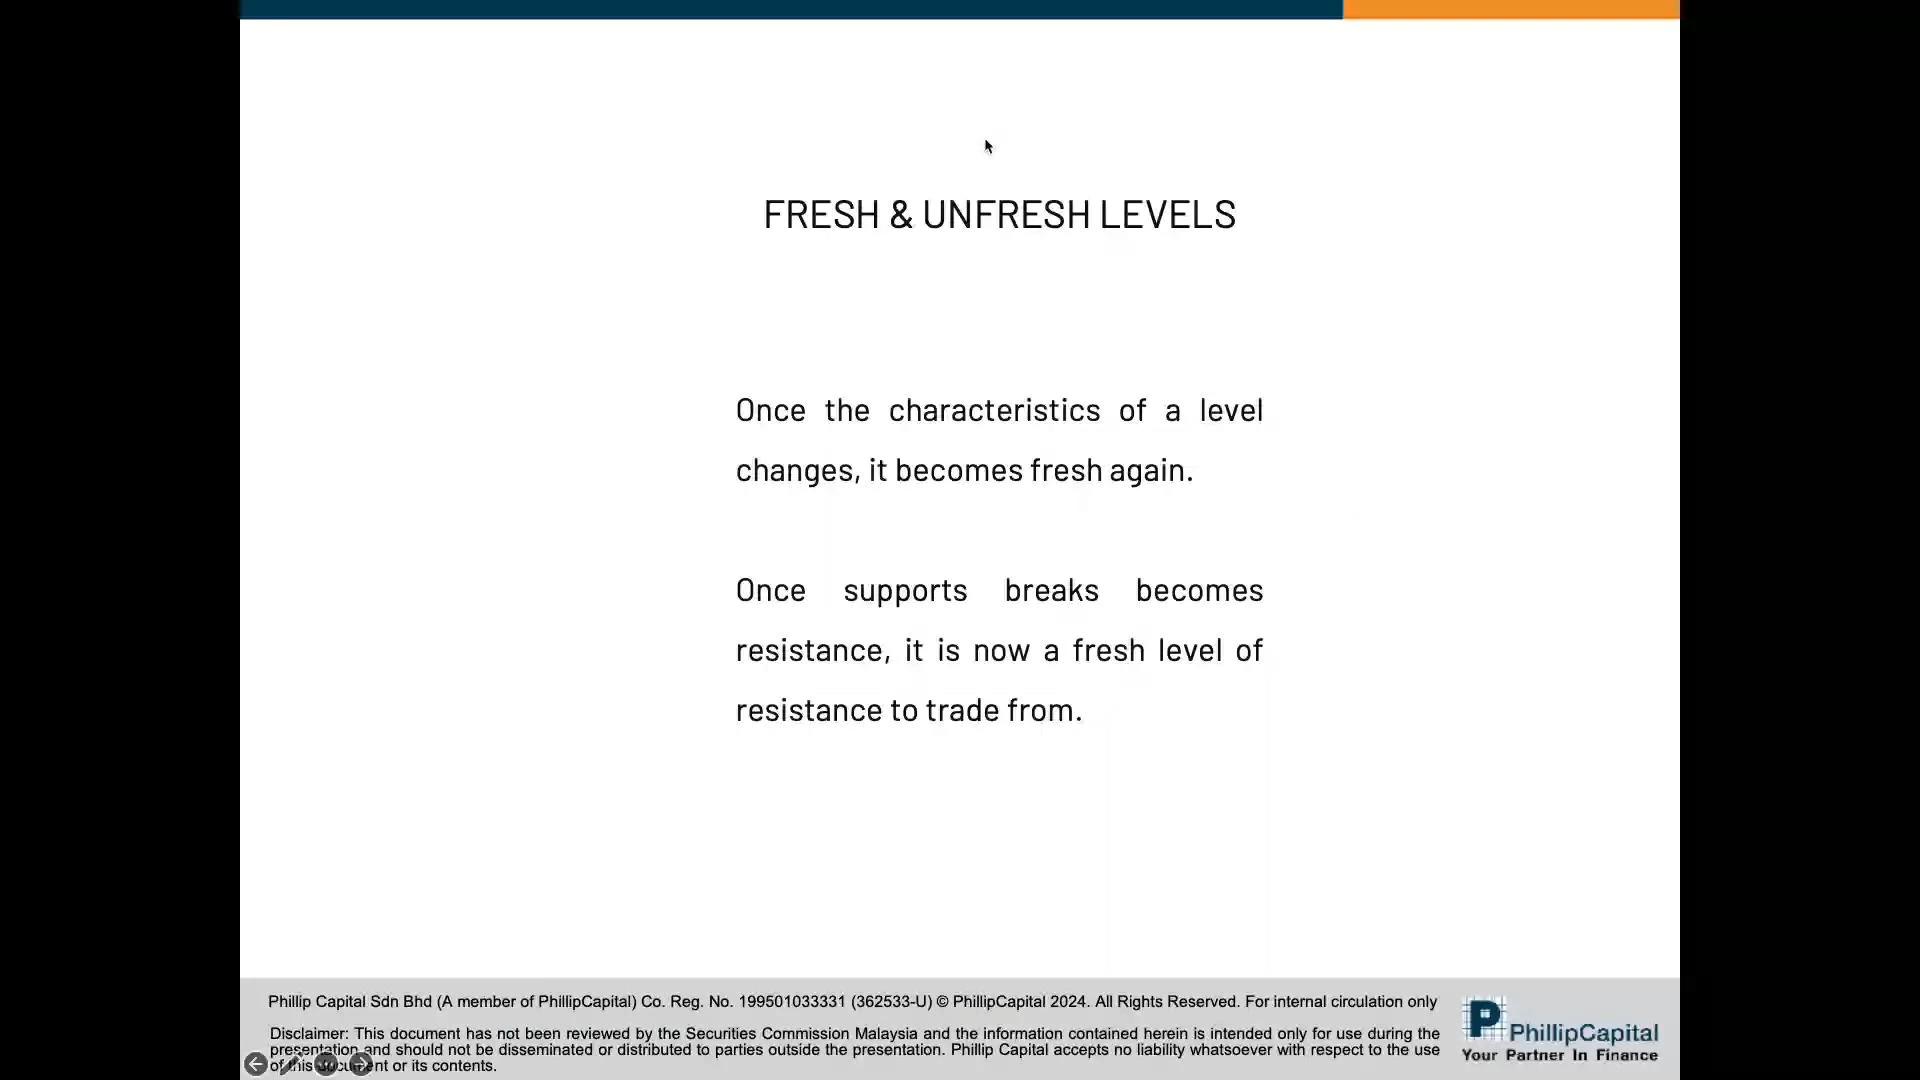 FRESH & UNFRESH LEVELS
Once the characteristics of a level
changes, it becomes fresh again.
Once supports breaks becomes
resistance, it is now a fresh level of
resistance to trade from.
Phillip Capital Sdn Bhd (A member of PhillipCapital) Co. Reg. No. 199501033331 (362533-U) © PhillipCapital 2024. All Rights Reserved. For internal circulation only
Disclaimer: This document has not been reviewed by the Securities Commission Malaysia and the information contained herein is intended only for use during the
presentation and should not be disseminated or distributed to parties outside the presentation. Phillip Capital accepts no liability whatsoever with respect to the use
of this document or its contents.
PhillipCapital
Your Partner In Finance